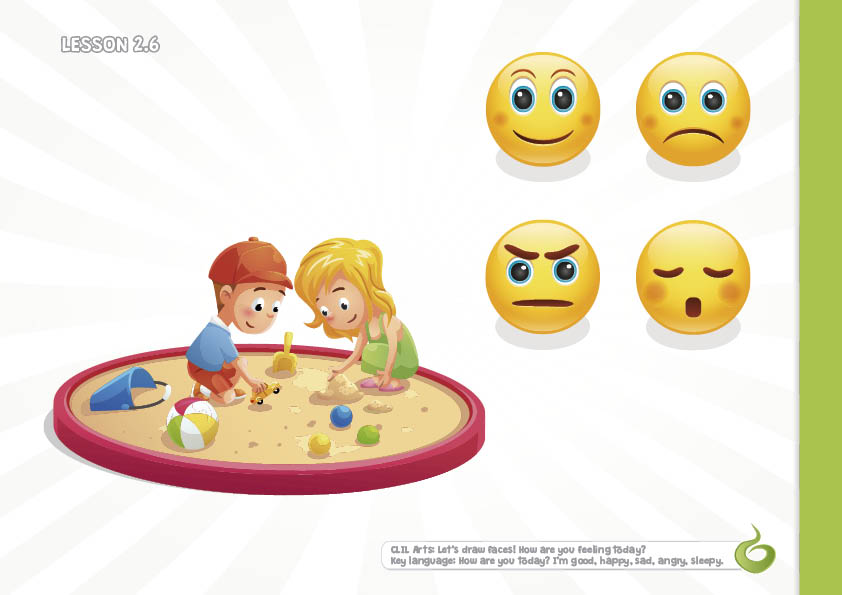 LESSON 2.6
CLIL Arts: Let's draw faces! How are you feeling today?
Key language: How are you today? I'm good, happy, sad, angry, sleepy.